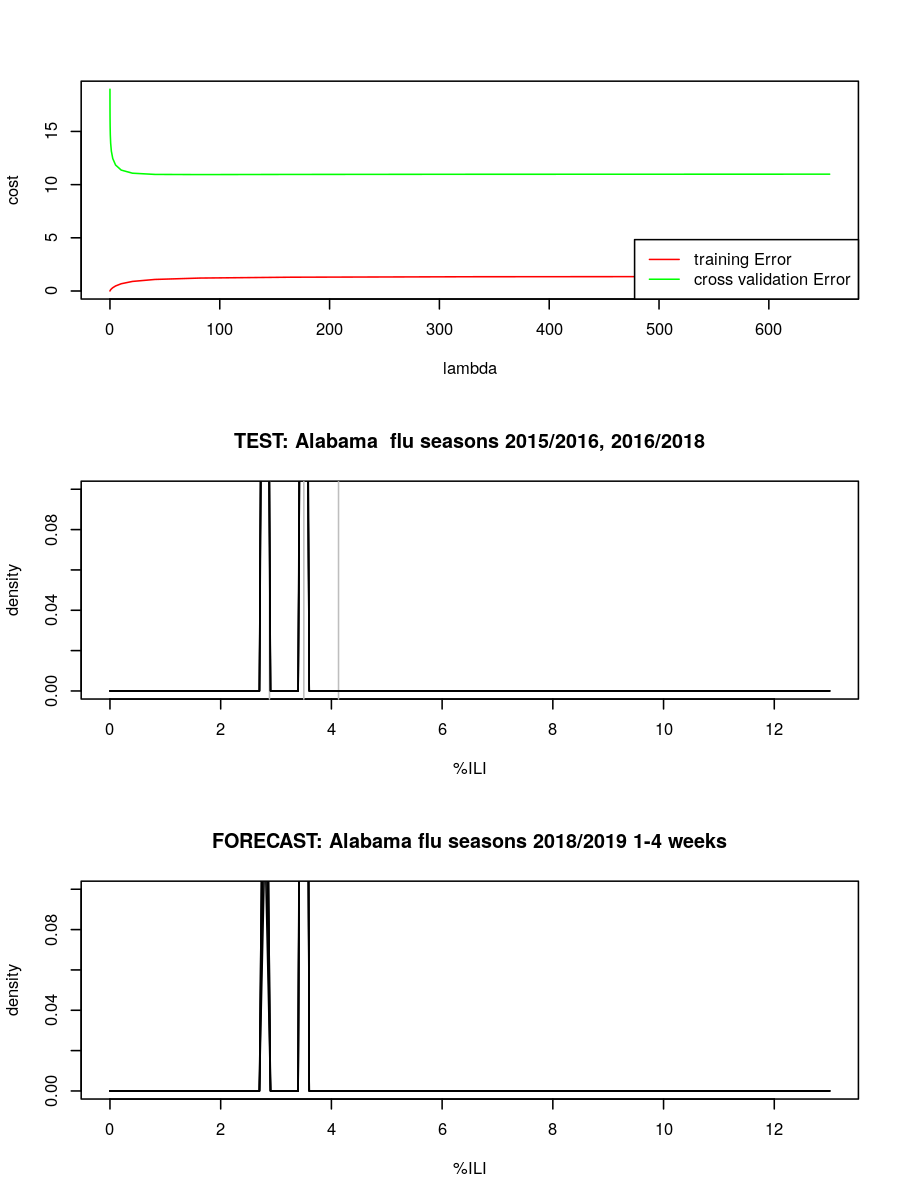 cost
15
10
5
0
training Error
cross validation Error
0 100 200 300 400 500 600
lambda
TEST: Alabama  flu seasons 2015/2016, 2016/2018
density
0.08
0.04
0.00
0 2 4 6 8 10 12
%ILI
FORECAST: Alabama flu seasons 2018/2019 1-4 weeks
density
0.08
0.04
0.00
0 2 4 6 8 10 12
%ILI